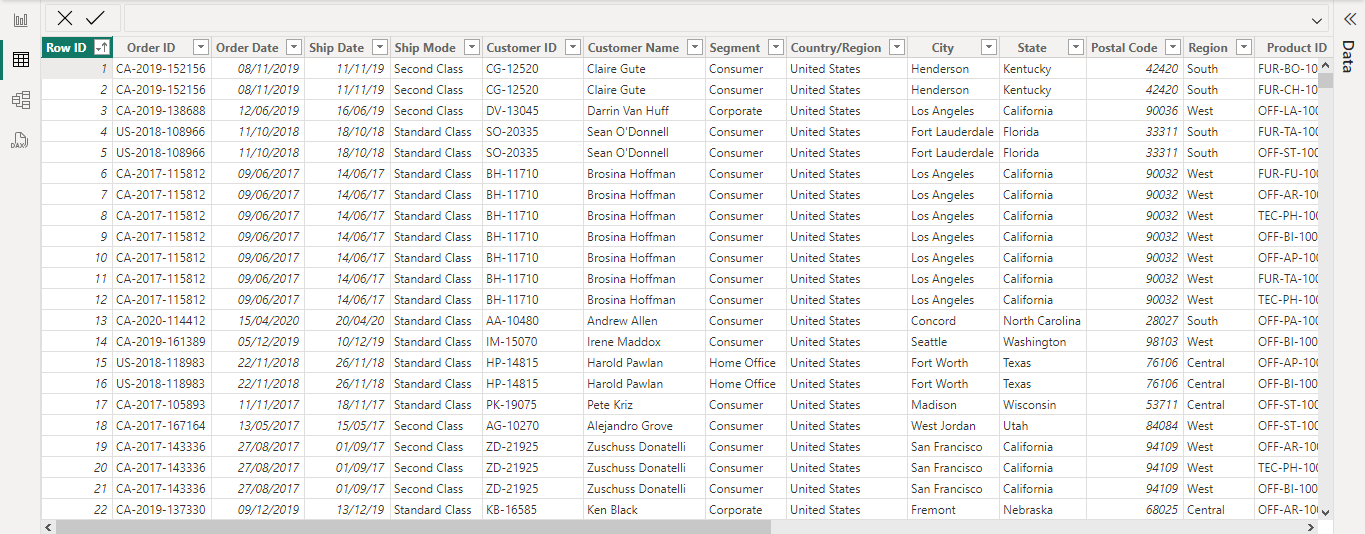 Row ID Order ID Order Date Ship Date Ship Mode Customer ID Customer Name Segment Country/Region City State Postal Code Region Product ID
1 CA-2019-152156 08/11/2019 11/11/19 Second Class CG-12520 Claire Gute Consumer United States Henderson Kentucky 42420 South FUR-BO-10
2 CA-2019-152156 08/11/2019 11/11/19 Second Class CG-12520 Claire Gute Consumer United States Henderson Kentucky 42420 South FUR-CH-10
3 CA-2019-138688 12/06/2019 16/06/19 Second Class DV-13045 Darrin Van Huff Corporate United States Los Angeles California 90036 West OFF-LA-10
4 US-2018-108966 11/10/2018 18/10/18 Standard Class SO-20335 Sean O'Donnell Consumer United States Fort Lauderdale Florida 33311 South FUR-TA-10
5 US-2018-108966 11/10/2018 18/10/18 Standard Class SO-20335 Sean O'Donnell Consumer United States Fort Lauderdale Florida 33311 South OFF-ST-100
6 CA-2017-115812 09/06/2017 14/06/17 Standard Class BH-11710 Brosina Hoffman Consumer United States Los Angeles California 90032 West FUR-FU-10
7 CA-2017-115812 09/06/2017 14/06/17 Standard Class BH-11710 Brosina Hoffman Consumer United States Los Angeles California 90032 West OFF-AR-100
8 CA-2017-115812 09/06/2017 14/06/17 Standard Class BH-11710 Brosina Hoffman Consumer United States Los Angeles California 90032 West TEC-PH-100
9 CA-2017-115812 09/06/2017 14/06/17 Standard Class BH-11710 Brosina Hoffman Consumer United States Los Angeles California 90032 West OFF-BI-100
10 CA-2017-115812 09/06/2017 14/06/17 Standard Class BH-11710 Brosina Hoffman Consumer United States Los Angeles California 90032 West OFF-AP-100
11 CA-2017-115812 09/06/2017 14/06/17 Standard Class BH-11710 Brosina Hoffman Consumer United States Los Angeles California 90032 West FUR-TA-100
12 CA-2017-115812 09/06/2017 14/06/17 Standard Class BH-11710 Brosina Hoffman Consumer United States Los Angeles California 90032 West TEC-PH-100
13 CA-2020-114412 15/04/2020 20/04/20 Standard Class AA-10480 Andrew Allen Consumer United States Concord North Carolina 28027 South OFF-PA-100
14 CA-2019-161389 05/12/2019 10/12/19 Standard Class IM-15070 Irene Maddox Consumer United States Seattle Washington 98103 West OFF-BI-100
15 US-2018-118983 22/11/2018 26/11/18 Standard Class HP-14815 Harold Pawlan Home Office United States Fort Worth Texas 76106 Central OFF-AP-100
16 US-2018-118983 22/11/2018 26/11/18 Standard Class HP-14815 Harold Pawlan Home Office United States Fort Worth Texas 76106 Central OFF-BI-100
17 CA-2017-105893 11/11/2017 18/11/17 Standard Class PK-19075 Pete Kriz Consumer United States Madison Wisconsin 53711 Central OFF-ST-100
18 CA-2017-167164 13/05/2017 15/05/17 Second Class AG-10270 Alejandro Grove Consumer United States West Jordan Utah 84084 West OFF-ST-100
19 CA-2017-143336 27/08/2017 01/09/17 Second Class ZD-21925 Zuschuss Donatelli Consumer United States San Francisco California 94109 West OFF-AR-100
20 CA-2017-143336 27/08/2017 01/09/17 Second Class ZD-21925 Zuschuss Donatelli Consumer United States San Francisco California 94109 West TEC-PH-100
21 CA-2017-143336 27/08/2017 01/09/17 Second Class ZD-21925 Zuschuss Donatelli Consumer United States San Francisco California 94109 West OFF-BI-100
22 CA-2019-137330 09/12/2019 13/12/19 Standard Class KB-16585 Ken Black Corporate United States Fremont Nebraska 68025 Central OFF-AR-100
Data
DAX